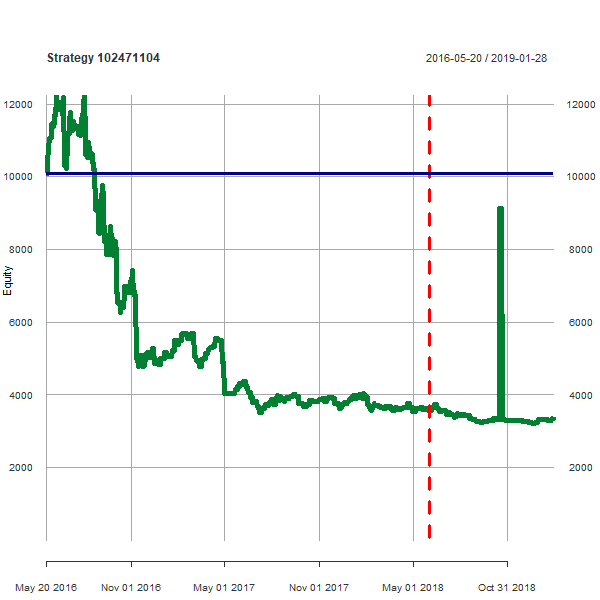 Strategy 102471104
2016-05-20 / 2019-01-28
12000
12000
10000
10000
8000
8000
Equity
6000
6000
4000
4000
2000
2000
May 20 2016
Nov 01 2016
May 01 2017
Nov 01 2017
May 01 2018
Oct 31 2018